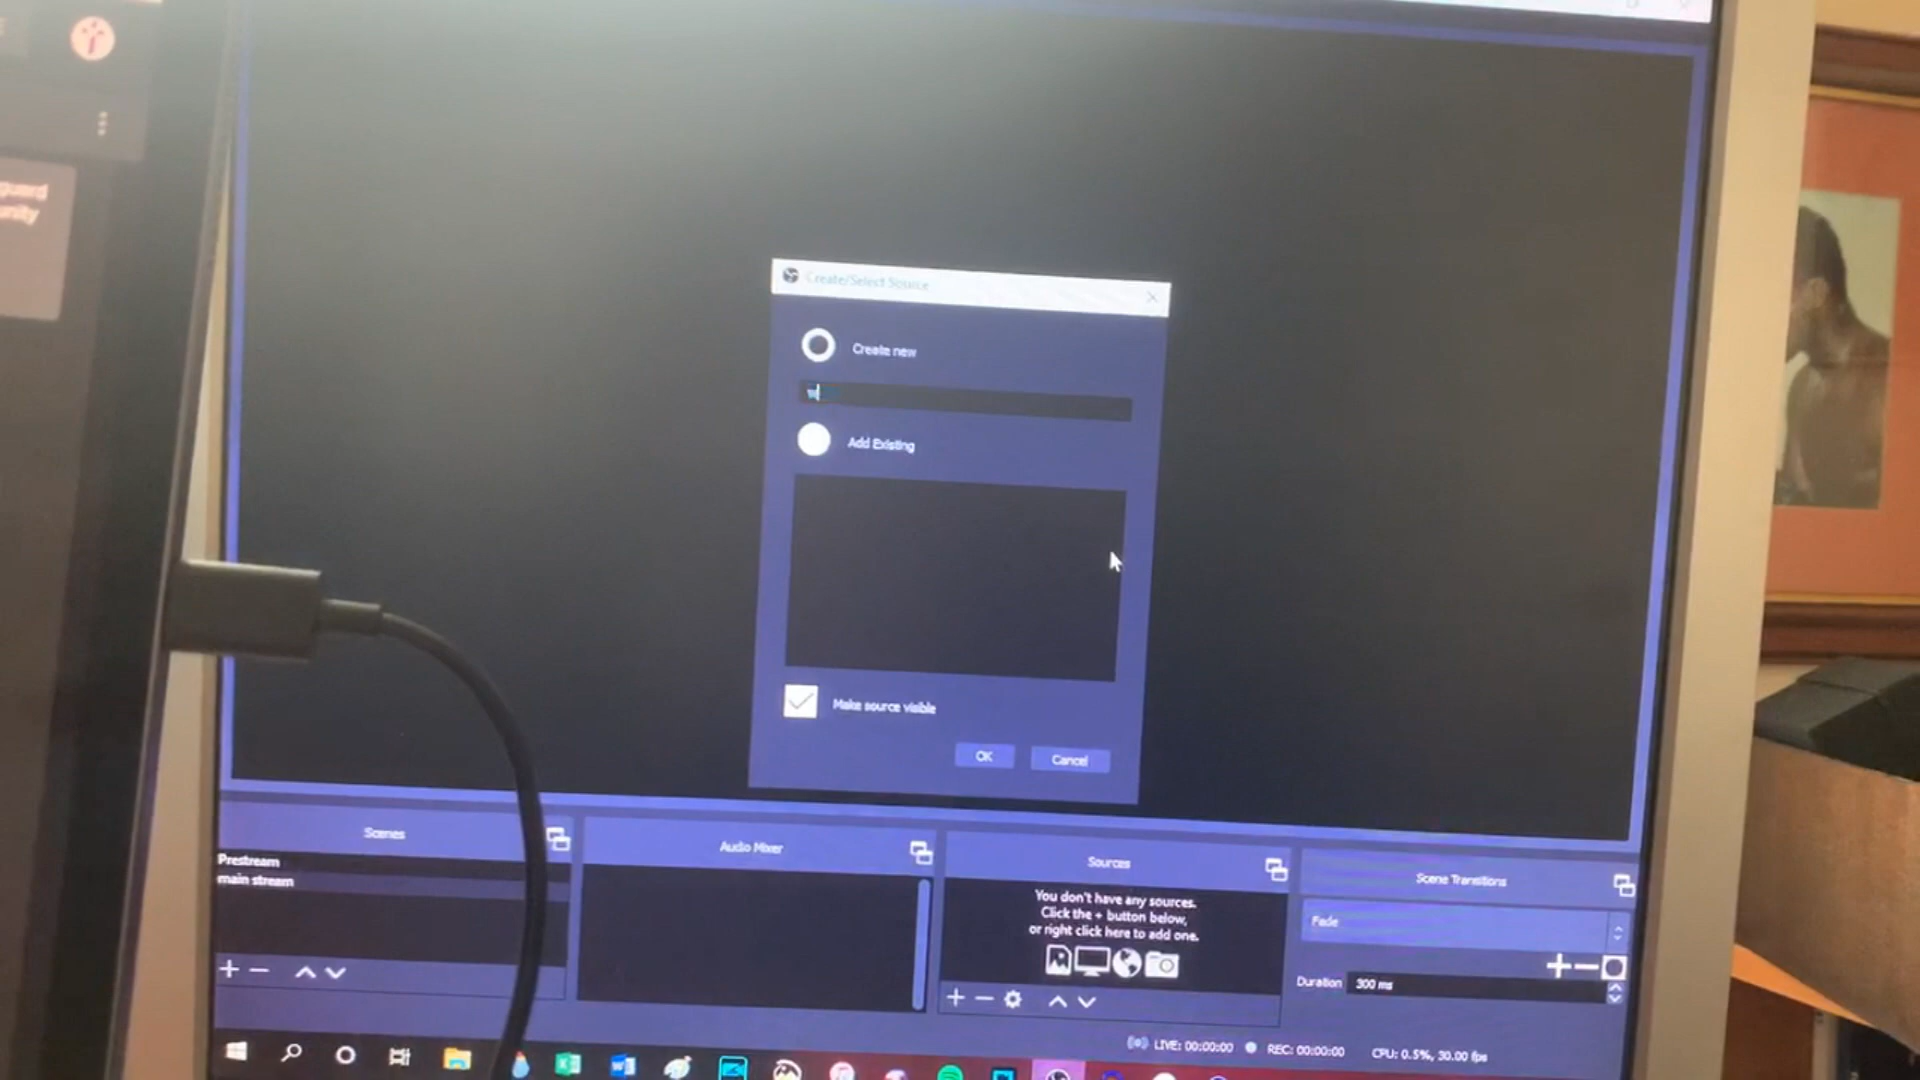 guard
unity
Create/Select Source
Create new
Add Existing
Make source visible
OK
Cancel
Scenes
Prestream
main stream
Audio Mixer
Sources
You don't have any sources.
Click the + button below,
or right click here to add one.
Scene Transitions
Fade
Duration 300 ms
LIVE: 00:00:00
REC: 00:00:00
CPU: 0.5%, 30.00 fps